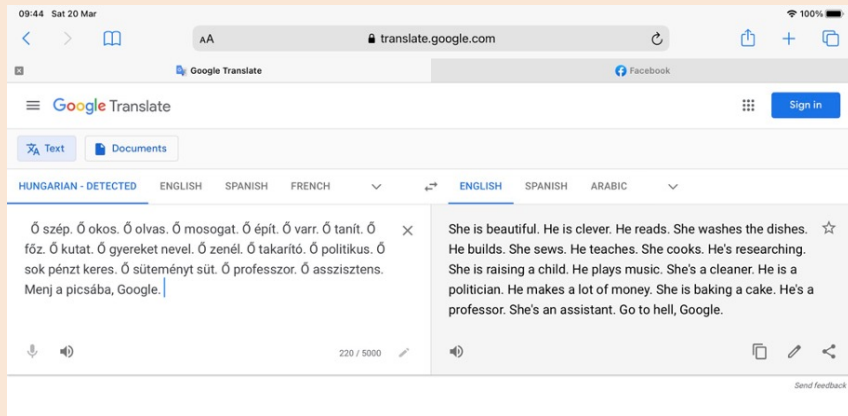 09:44 Sat 20 Mar
100%
AA
translate.google.com
Google Translate
Facebook
Google Translate
Sign in
Text
Documents
HUNGARIAN - DETECTED ENGLISH SPANISH FRENCH
ENGLISH SPANISH ARABIC
Ő szép. Ő okos. Ő olvas. Ő mosogat. Ő épít. Ő varr. Ő tanít. Ő
főz. Ő kutat. Ő gyereket nevel. Ő zenél. Ő takarító. Ő politikus. Ő
sok pénzt keres. Ő süteményt süt. Ő professzor. Ő asszisztens.
Menj a picsába, Google.
220 / 5000
She is beautiful. He is clever. He reads. She washes the dishes.
He builds. She sews. He teaches. She cooks. He's researching.
She is raising a child. He plays music. She's a cleaner. He is a
politician. He makes a lot of money. She is baking a cake. He's a
professor. She's an assistant. Go to hell, Google.
Send feedback